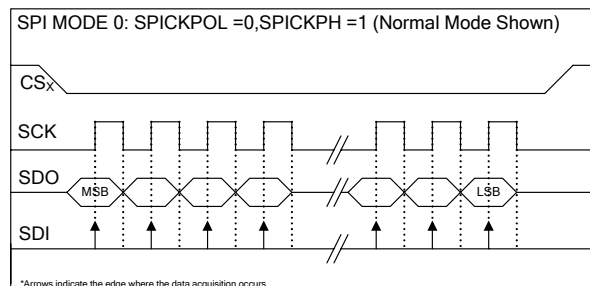 SPI MODE 0: SPICKPOL =0,SPICKPH =1 (Normal Mode Shown)
CSX
SCK
SDO
MSB
LSB
SDI
*Arrows indicate the edge where the data acquisition occurs